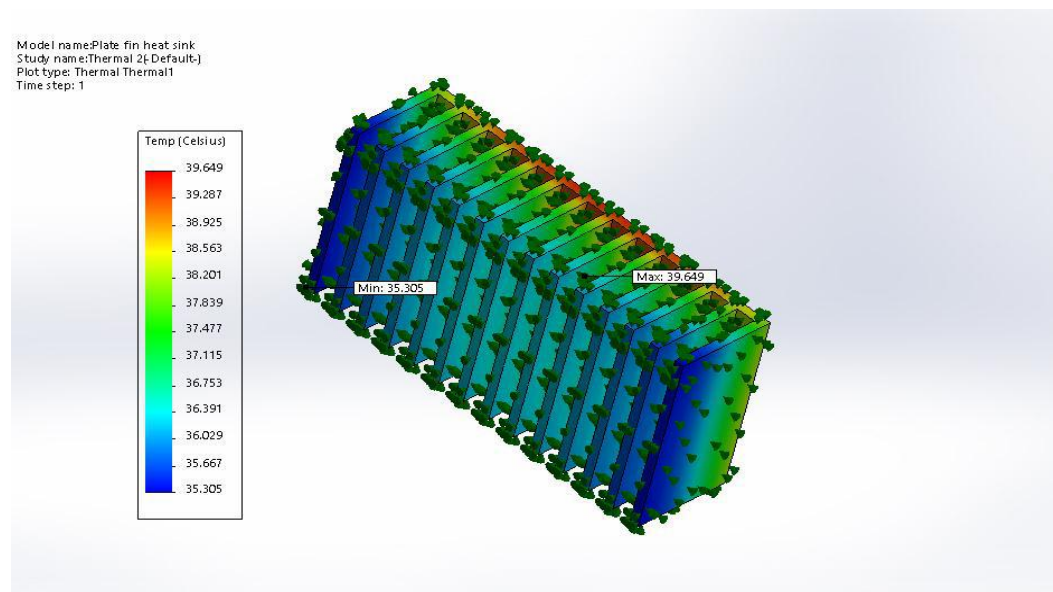 Model name:Plate fin heat sink
Study name:Thermal 2(-Default-)
Plot type: Thermal Thermal1
Time step: 1
Temp (Celsius)
39.649
39.287
38.925
38.563
38.201
37.839
37.477
37.115
36.753
36.391
36.029
35.667
35.305
Max: 39.649
Min: 35.305